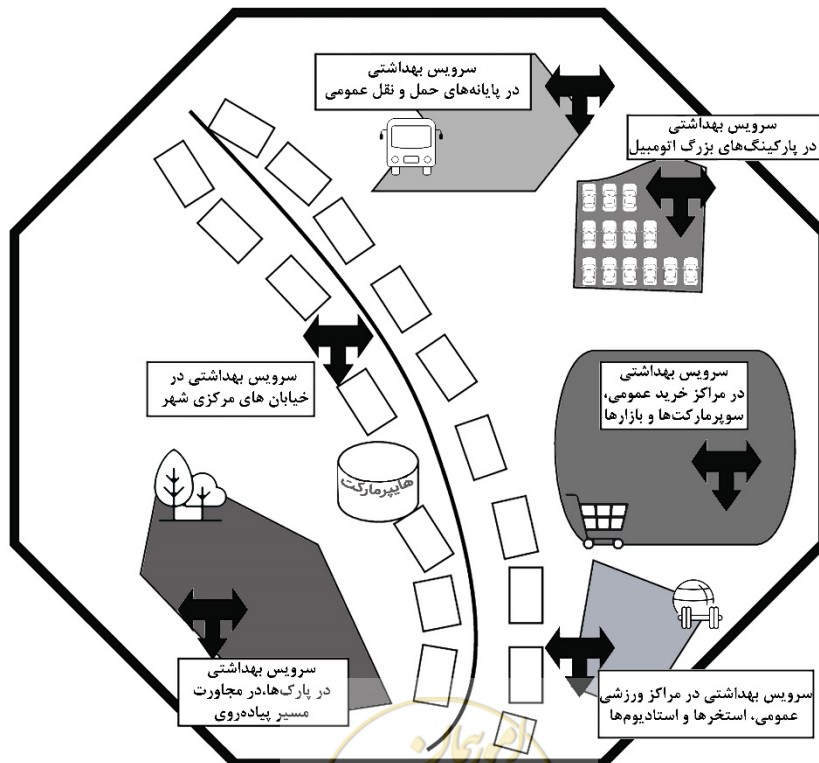 سرویس بهداشتی
در پایانه‌های حمل و نقل عمومی
سرویس بهداشتی
در پارکینگ‌های بزرگ اتومبیل
سرویس بهداشتی در
خیابان های مرکزی شهر
سرویس بهداشتی
در مراکز خرید عمومی،
سوپرمارکت‌ها و بازارها
هایپرمارکت
سرویس بهداشتی
در پارک‌ها،در مجاورت
مسیر پیاده‌روی
سرویس بهداشتی در مراکز ورزشی
عمومی، استخرها و استادیوم‌ها